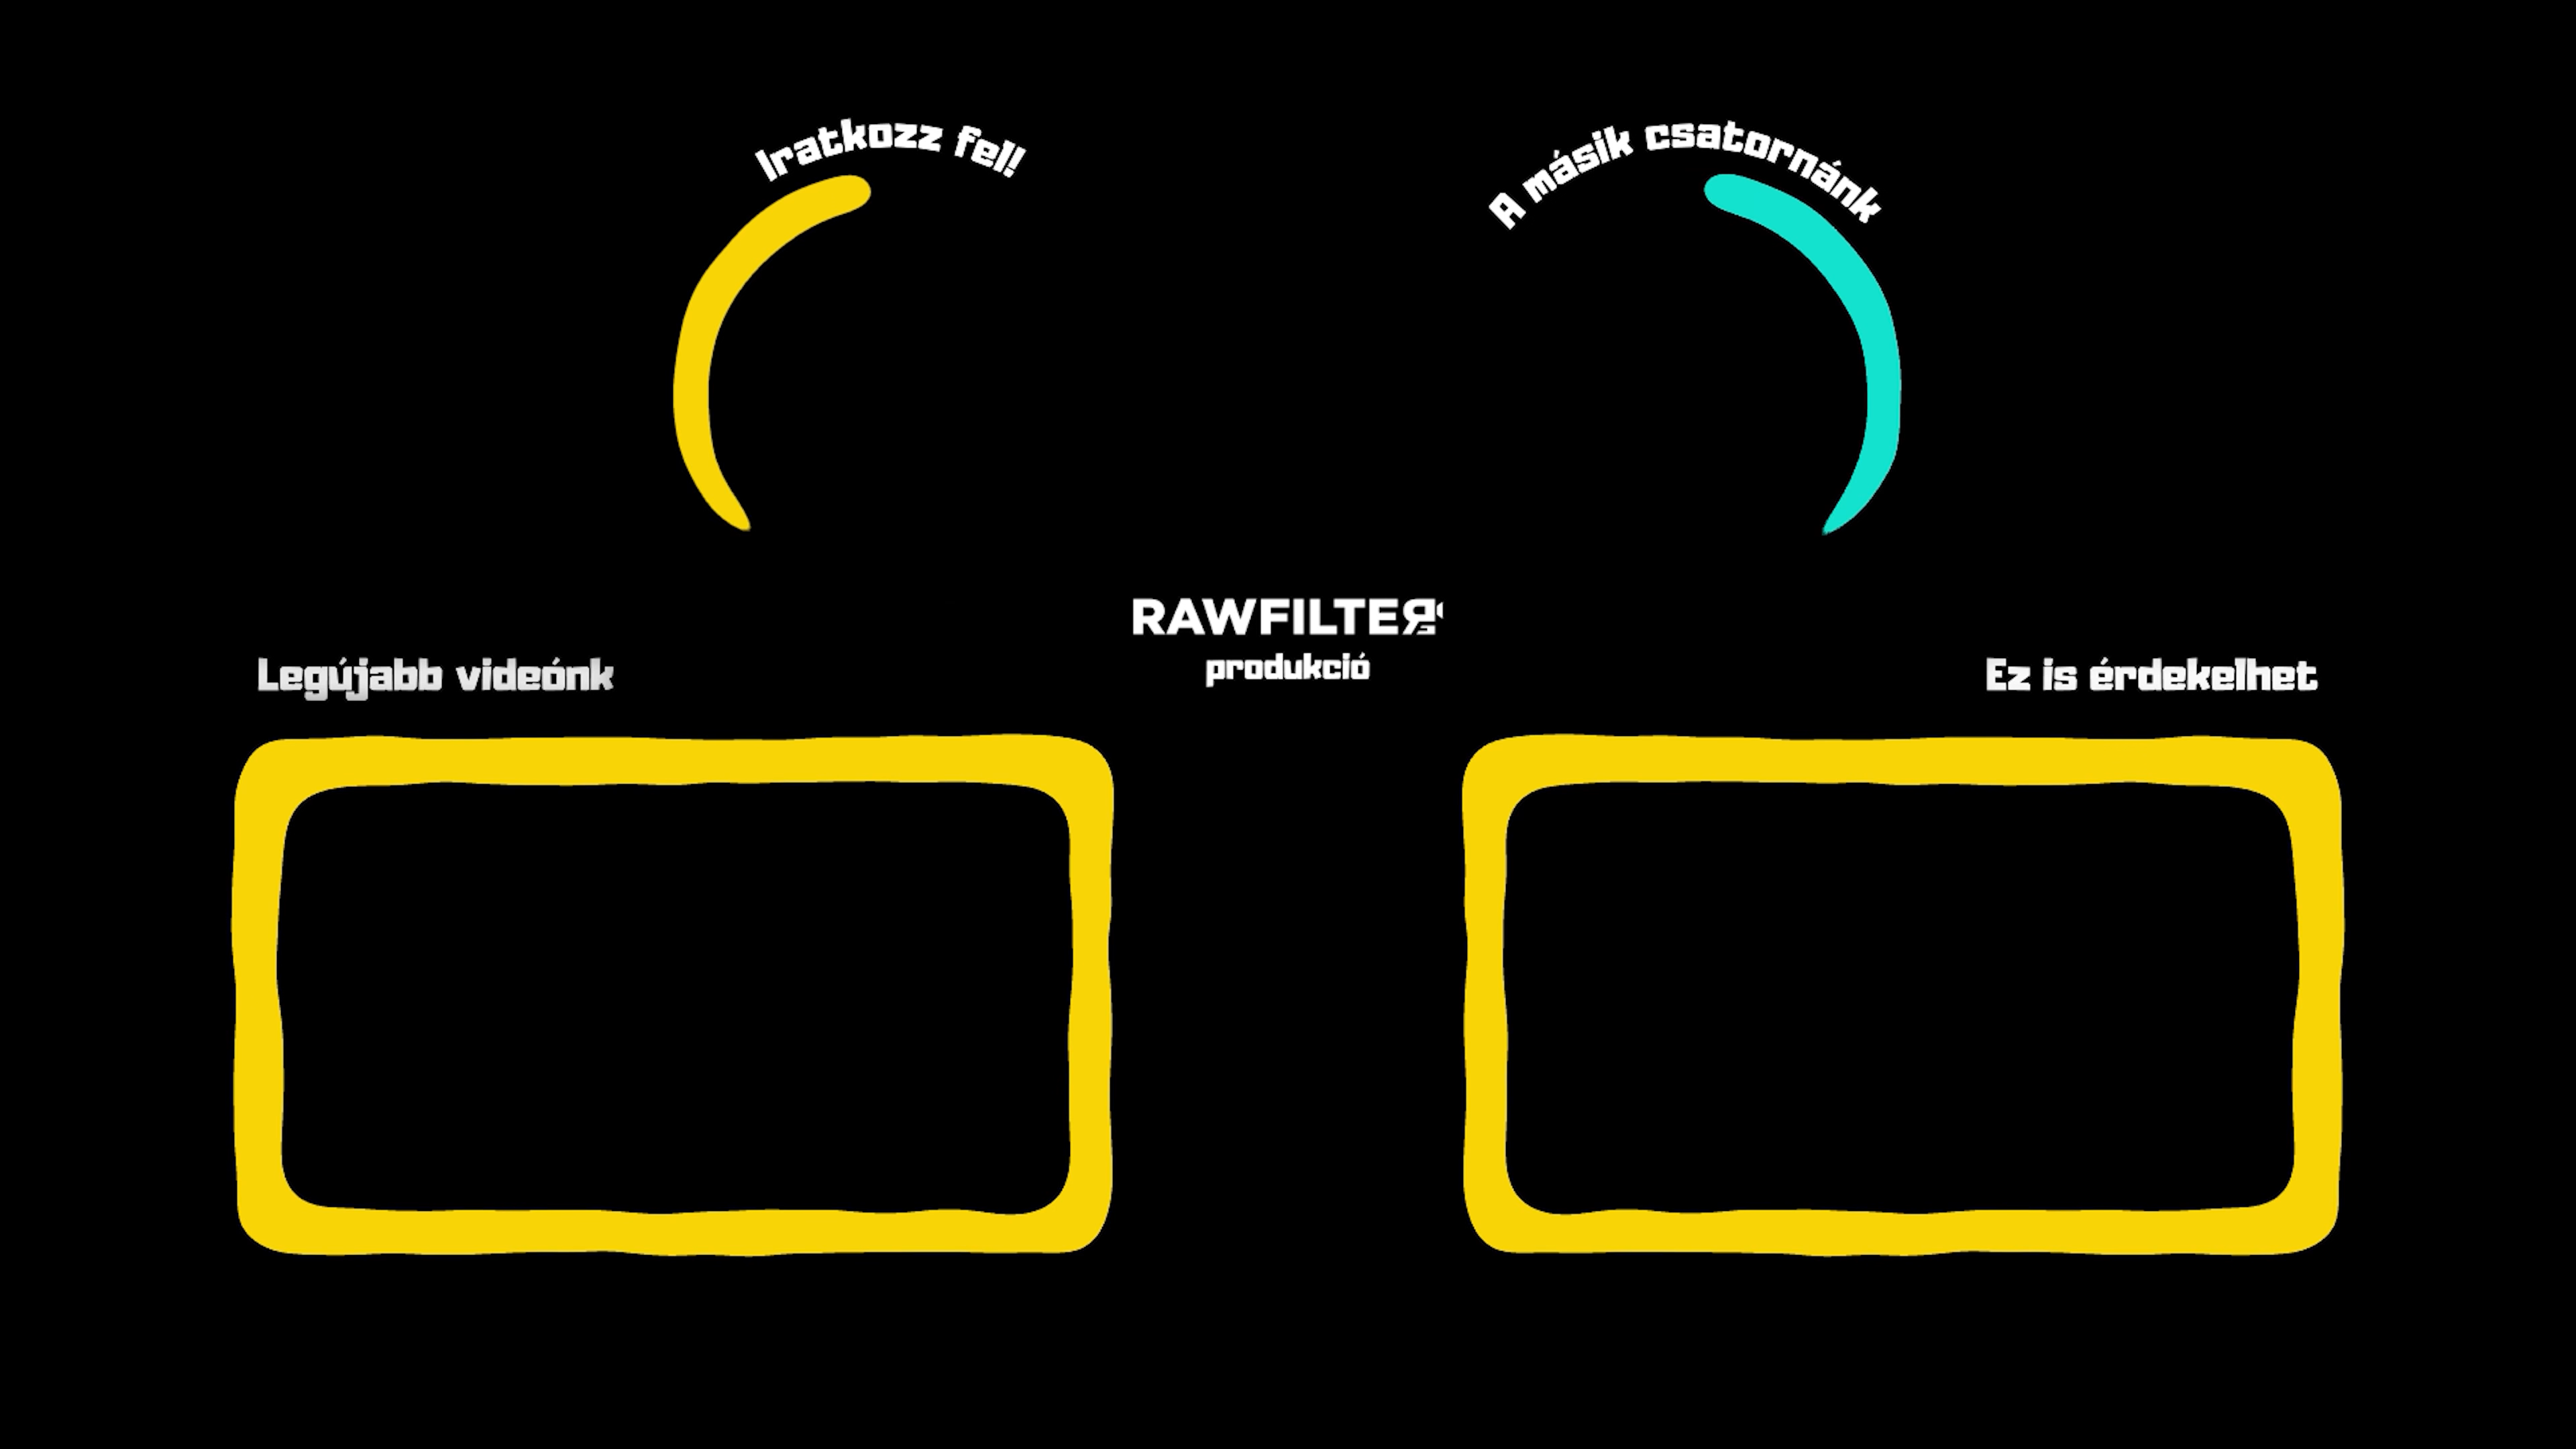 Iratkozz fel!
A másik csatornánk
RAWFILTER
produkció
Legújabb videónk
Ez is érdekelhet